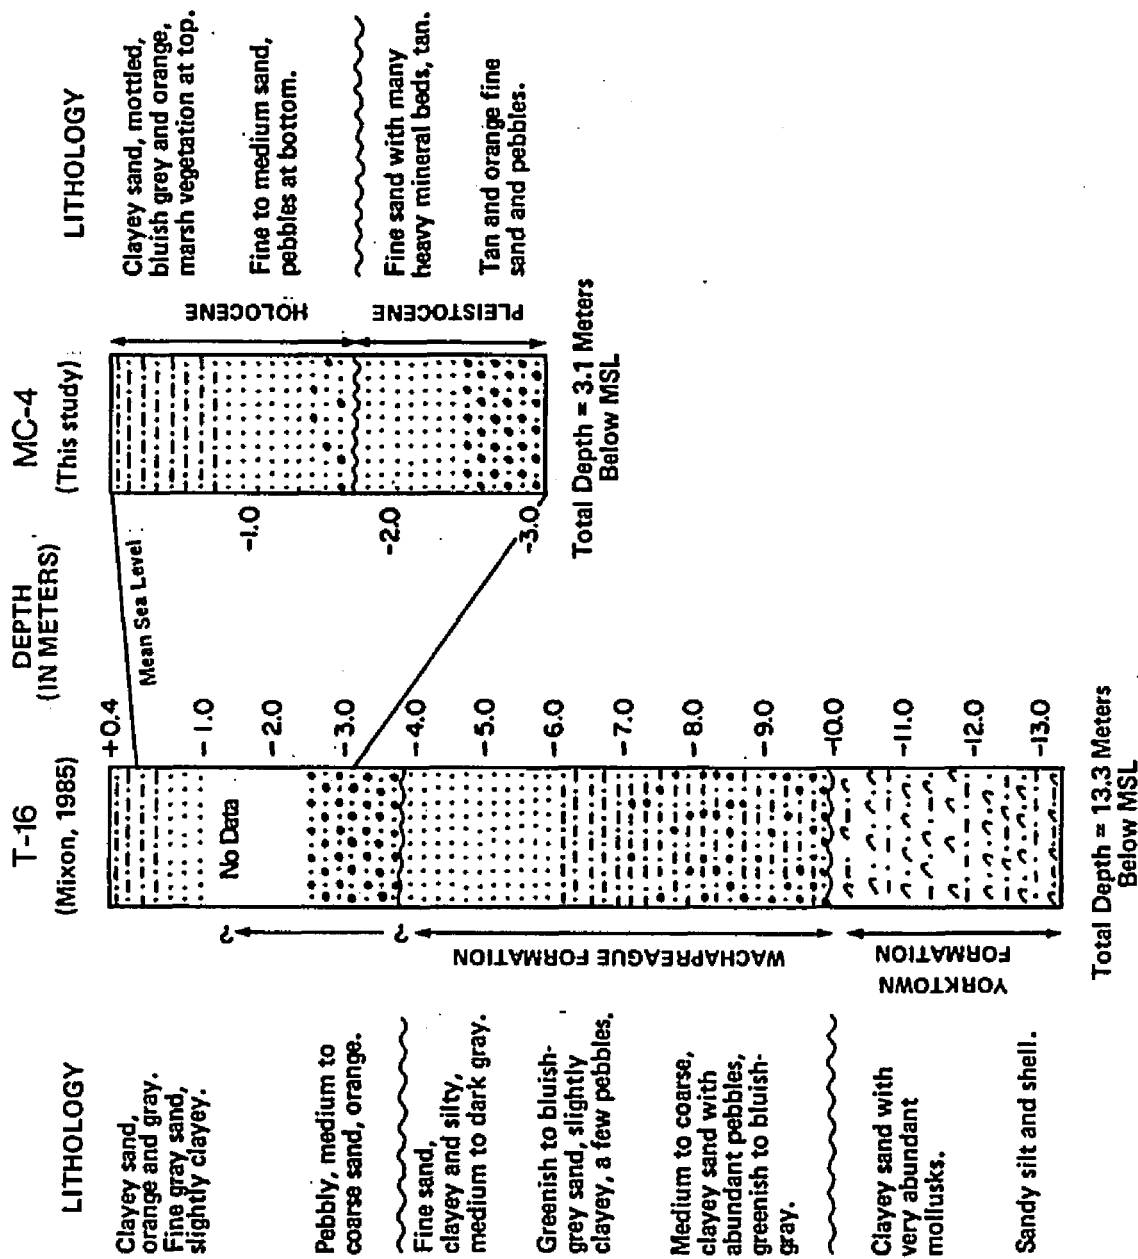 LITHOLOGY
Clayey sand,
orange and gray.
Fine gray sand,
slightly clayey.
Pebbly, medium to
coarse sand, orange.
Fine sand,
clayey and silty,
medium to dark gray.
Greenish to bluish-
grey sand, slightly
clayey, a few pebbles.
Medium to coarse,
clayey sand with
abundant pebbles,
greenish to bluish-
gray.
Clayey sand with
very abundant
mollusks.
Sandy silt and shell.
T-16
(Mixon, 1985)
?
?
WACHAPREAGUE FORMATION
YORKTOWN
FORMATION
No Data
+0.4
-1.0
-2.0
-3.0
-4.0
-5.0
-6.0
-7.0
-8.0
-9.0
-10.0
-11.0
-12.0
-13.0
Total Depth = 13.3 Meters
Below MSL
DEPTH
(IN METERS)
Mean Sea Level
MC-4
(This study)
-1.0
-2.0
-3.0
HOLOCENE
PLEISTOCENE
Total Depth = 3.1 Meters
Below MSL
LITHOLOGY
Clayey sand, mottled,
bluish grey and orange,
marsh vegetation at top.
Fine to medium sand,
pebbles at bottom.
Fine sand with many
heavy mineral beds, tan.
Tan and orange fine
sand and pebbles.